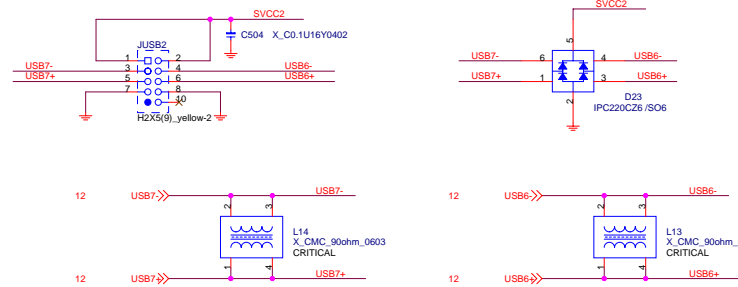 SVCC2
C504 X_C0.1U16Y0402
JUSB2
1 2
USB7- 3 4 USB6-
USB7+ 5 6 USB6+
7 8
10
H2X5(9)_yellow-2
SVCC2
5
USB7- 6 4 USB6-
USB7+ 1 3 USB6+
2
D23
IPC220CZ6 /SO6
12 USB7- USB7-
2 3
L14
X_CMC_90ohm_0603
CRITICAL
1 4
12 USB7+ USB7+
12 USB6- USB6-
2 3
L13
X_CMC_90ohm_
CRITICAL
1 4
12 USB6+ USB6+